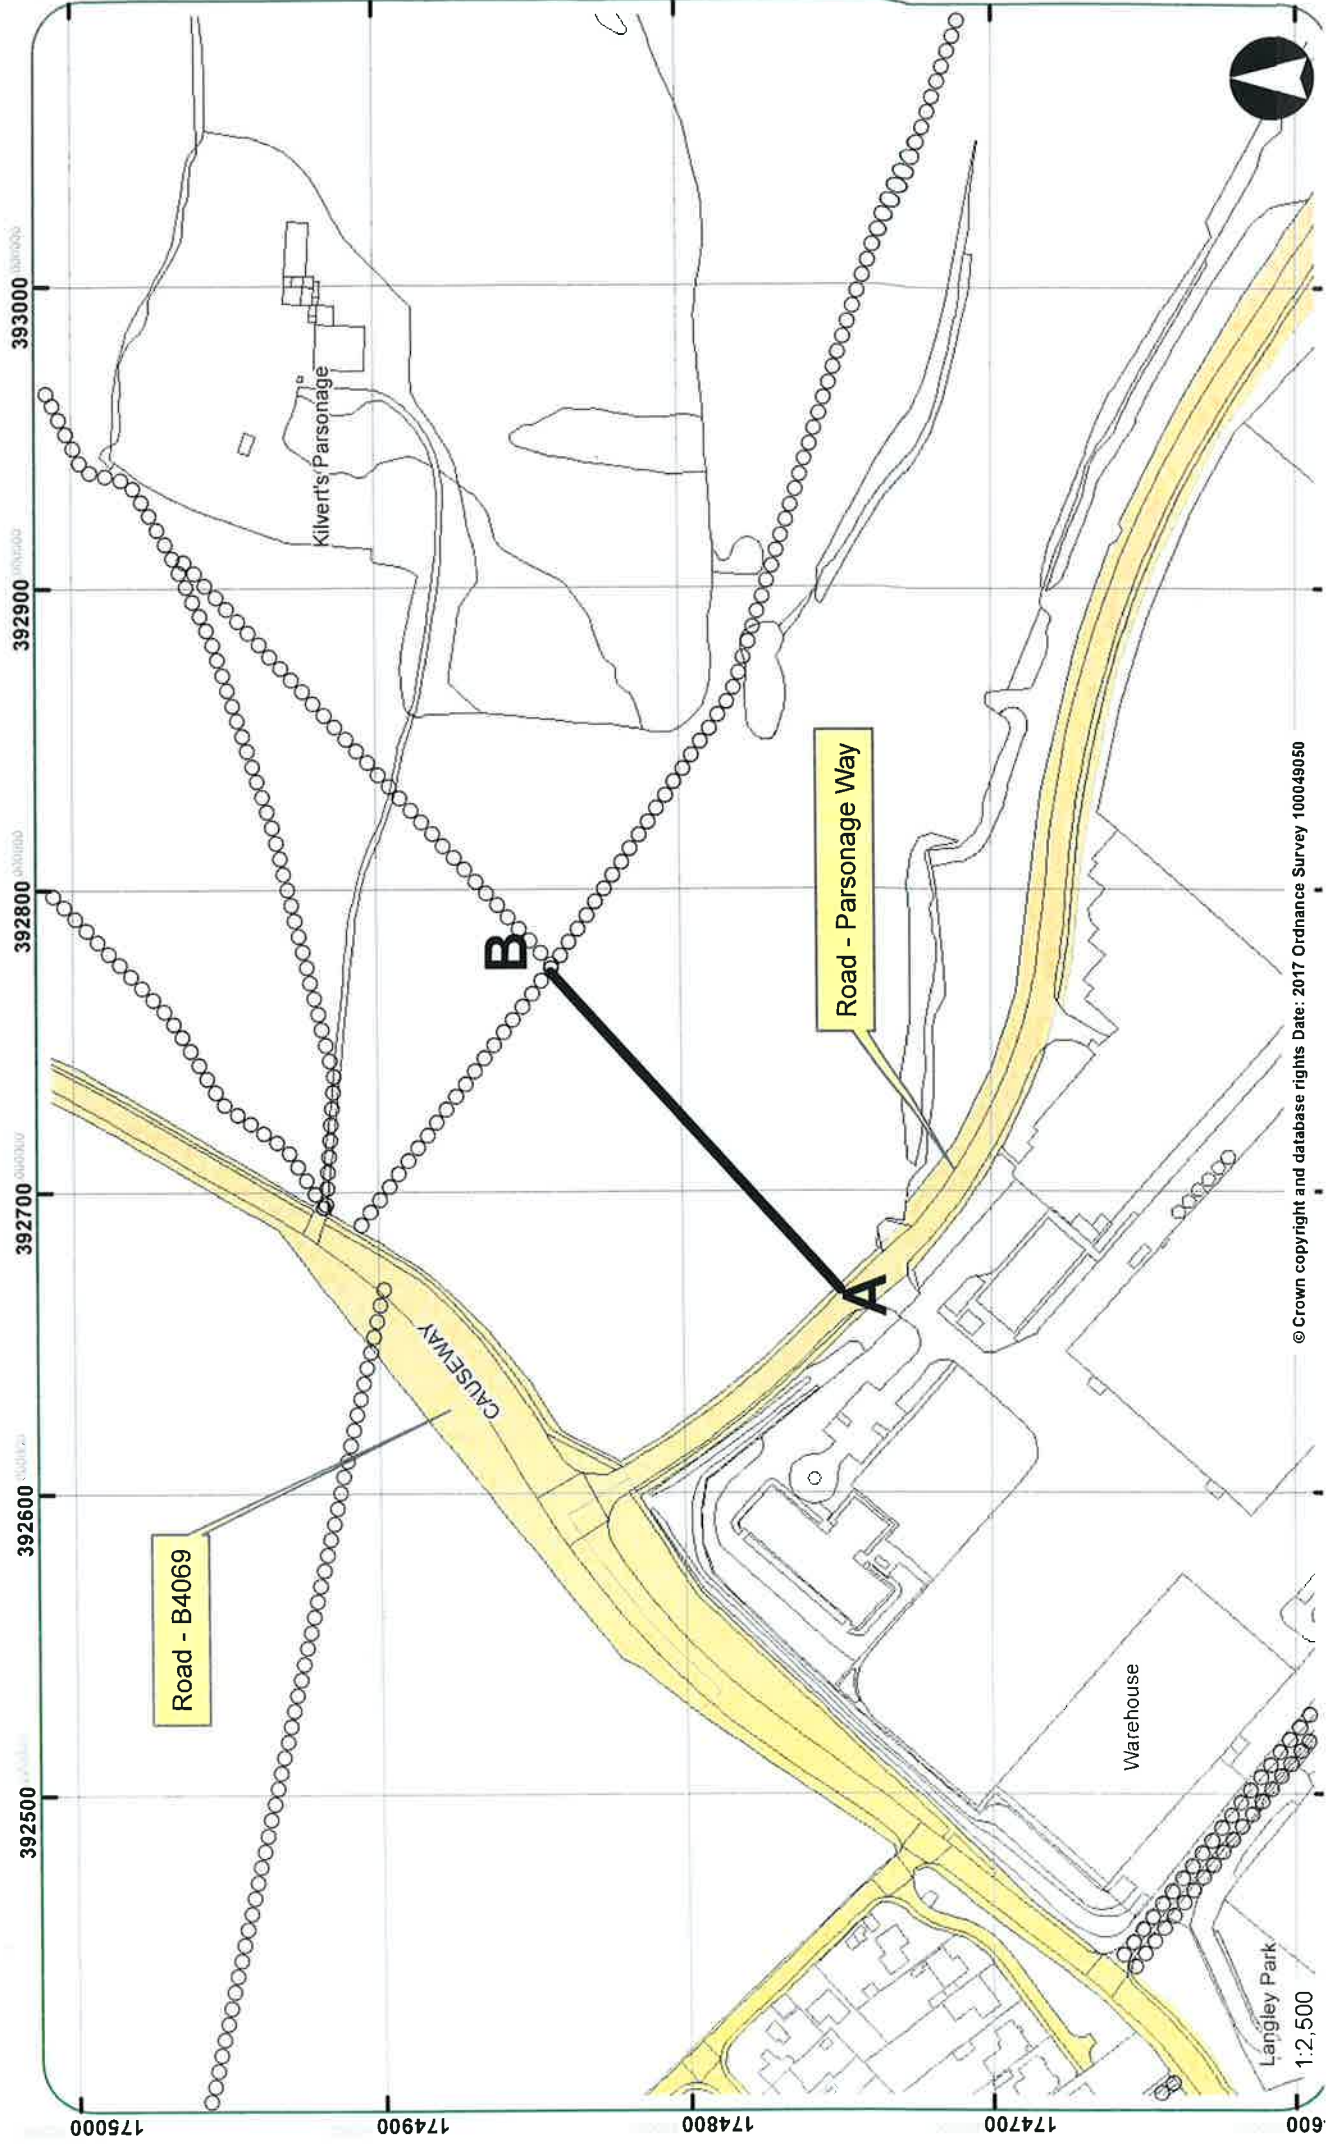 392500
392600
392700
392800
392900
393000
175000
174900
174800
174700
600
Road - B4069
CAUSEWAY
Kilvert's Parsonage
B
A
Road - Parsonage Way
Warehouse
Langley Park
1:2,500
© Crown copyright and database rights Date: 2017 Ordnance Survey 100049050